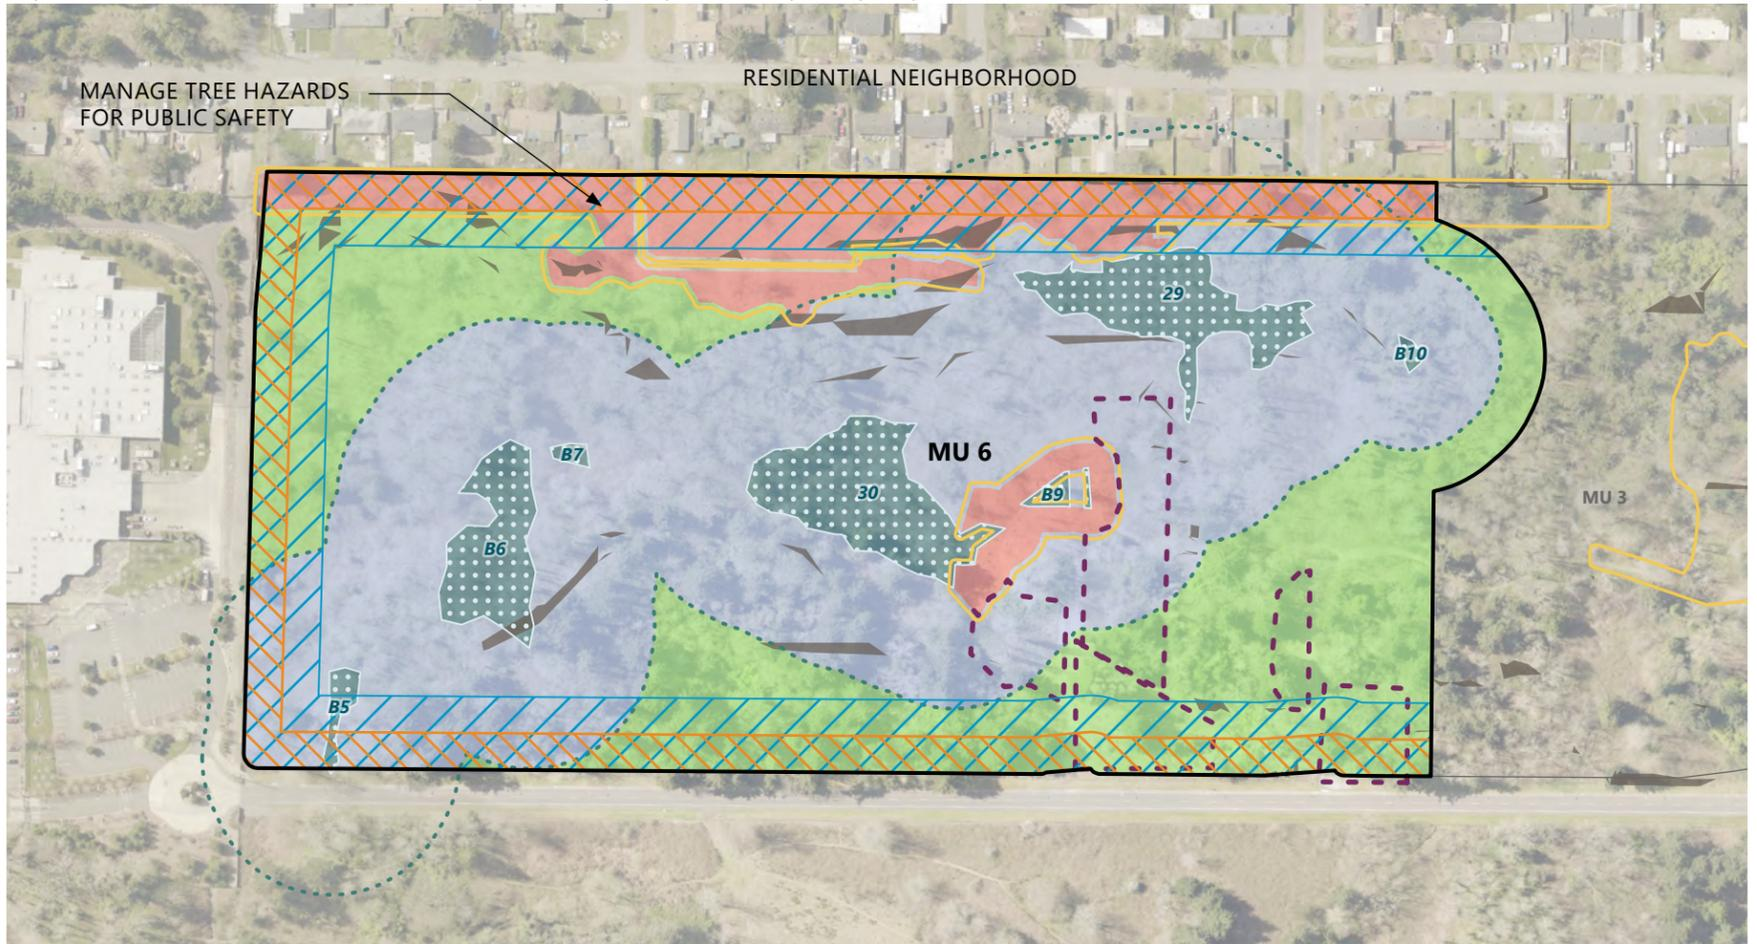 RESIDENTIAL NEIGHBORHOOD
MANAGE TREE HAZARDS
FOR PUBLIC SAFETY
29
B10
MU 6
B7
30
B9
MU 3
B6
B5